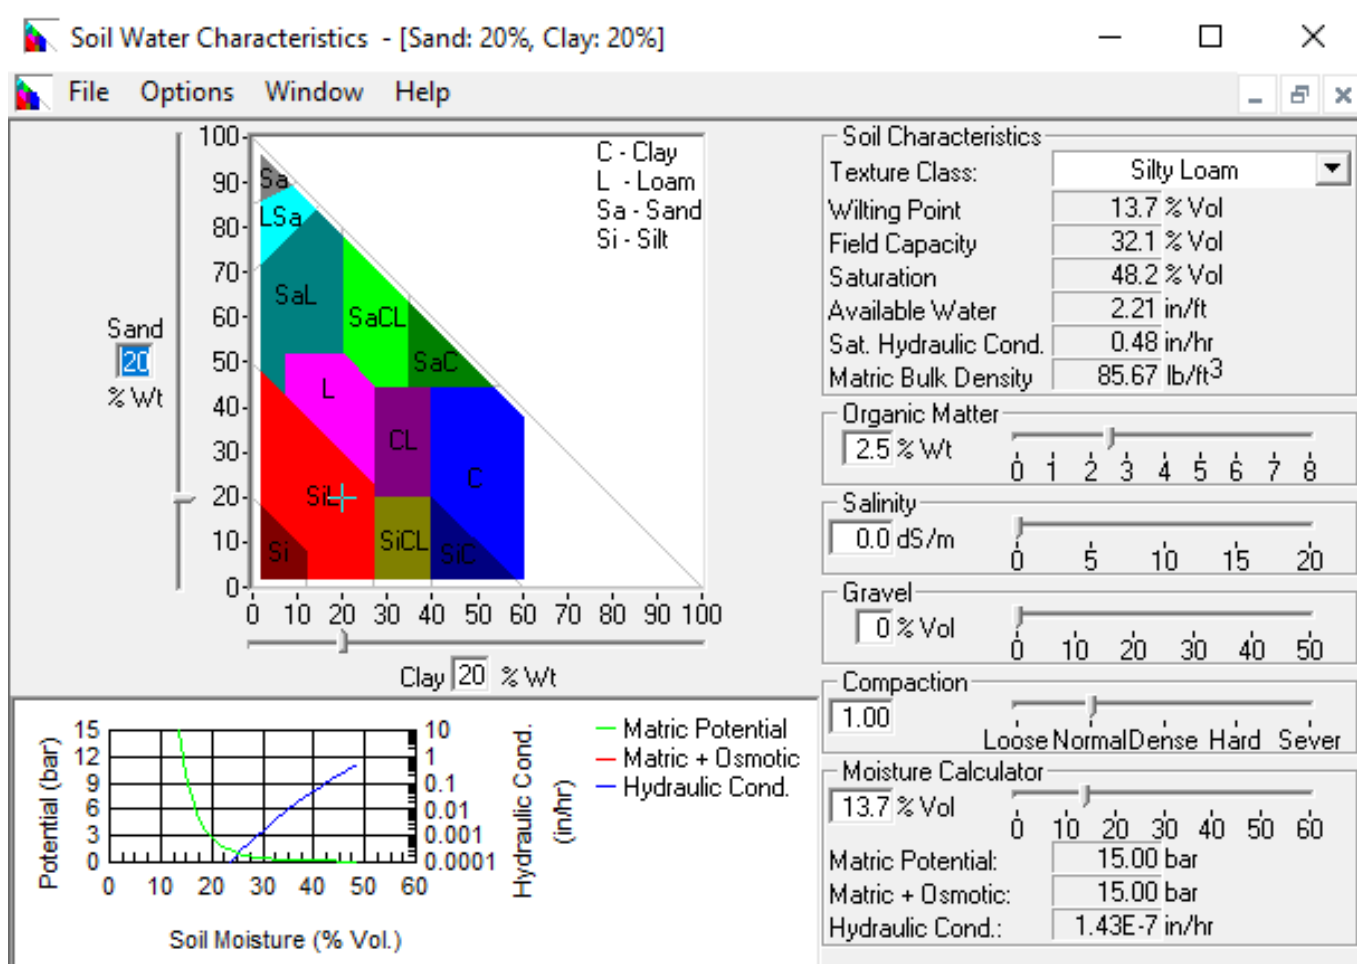 Soil Water Characteristics - [Sand: 20%, Clay: 20%]
File Options Window Help
Sand
20
% Wt
100
90
80
70
60
50
40
30
20
10
0
C - Clay
L - Loam
Sa - Sand
Si - Silt
Sa
LSa
SaL
SaCL
SaC
L
CL
C
SiL
Si
SiCL
SiC
0 10 20 30 40 50 60 70 80 90 100
Clay 20 % Wt
Potential (bar)
15
12
9
6
3
0
10
1
0.1
0.01
0.001
0.0001
Hydraulic Cond.
(in/hr)
0 10 20 30 40 50 60
Soil Moisture (% Vol.)
Matric Potential
Matric + Osmotic
Hydraulic Cond.
Soil Characteristics
Texture Class: Silty Loam
Wilting Point 13.7 % Vol
Field Capacity 32.1 % Vol
Saturation 48.2 % Vol
Available Water 2.21 in/ft
Sat. Hydraulic Cond. 0.48 in/hr
Matric Bulk Density 85.67 lb/ft3
Organic Matter
2.5 % Wt
0 1 2 3 4 5 6 7 8
Salinity
0.0 dS/m
0 5 10 15 20
Gravel
0 % Vol
0 10 20 30 40 50
Compaction
1.00
Loose Normal Dense Hard Sever
Moisture Calculator
13.7 % Vol
0 10 20 30 40 50 60
Matric Potential: 15.00 bar
Matric + Osmotic: 15.00 bar
Hydraulic Cond.: 1.43E-7 in/hr